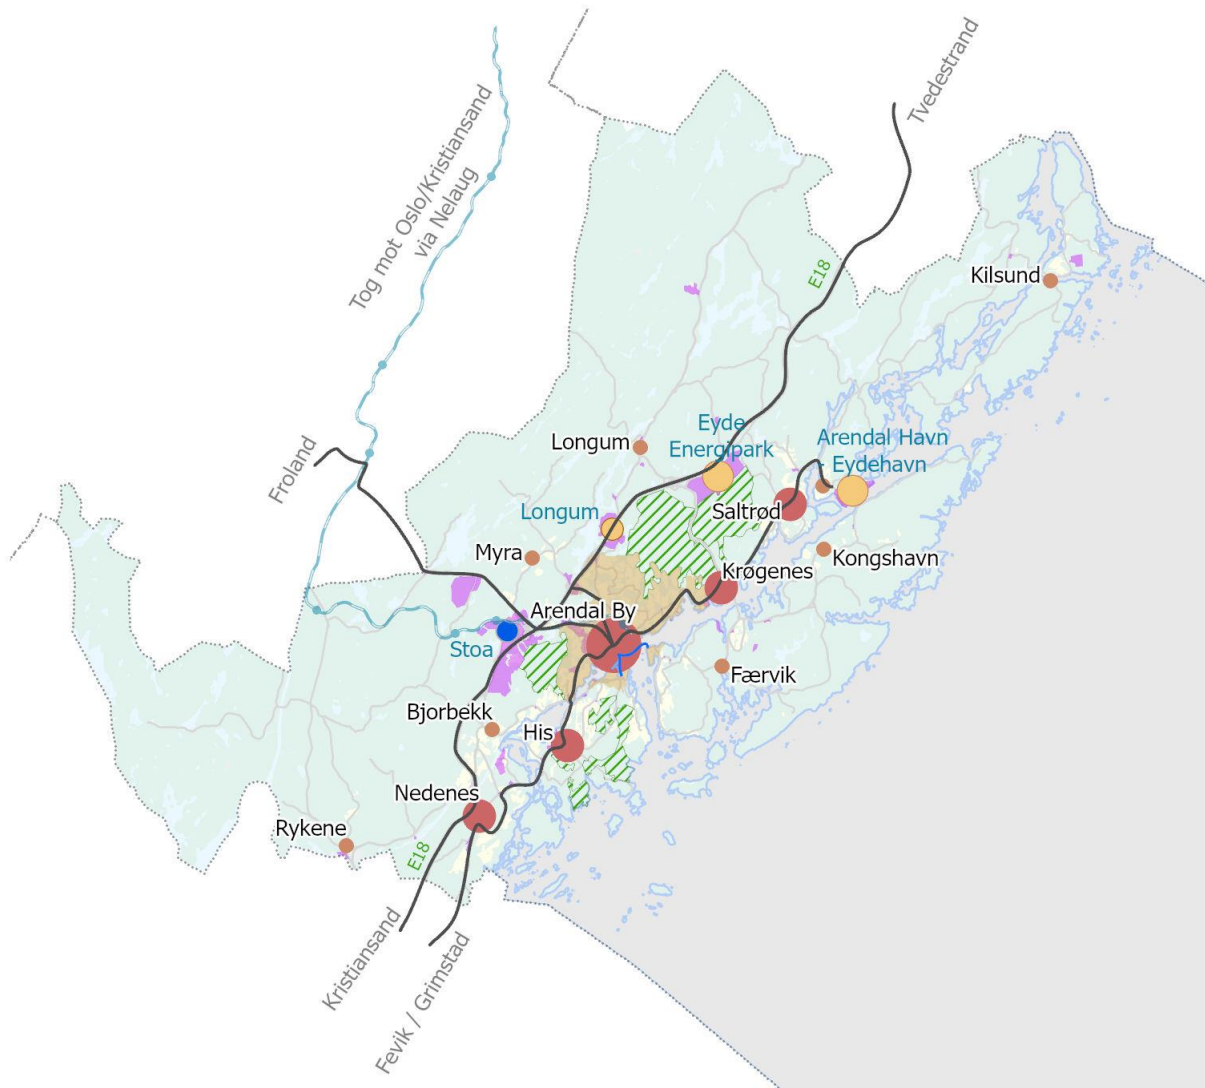 Tvedestrand
Tog mot Oslo/Kristiansand
via Nelaug
E18
Kilsund
Froland
Longum
Eyde
Energipark
Arendal Havn
- Eydehavn
Longum
Saltrød
Myra
Kongshavn
Krøgenes
Arendal By
Stoa
Færvik
Bjorbekk
His
Nedenes
Rykene
E18
Kristiansand
Fevik / Grimstad